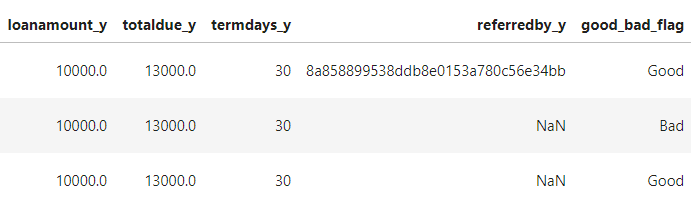 loanamount_y totaldue_y termdays_y referredby_y good_bad_flag
10000.0 13000.0 30 8a858899538ddb8e0153a780c56e34bb Good
10000.0 13000.0 30 NaN Bad
10000.0 13000.0 30 NaN Good